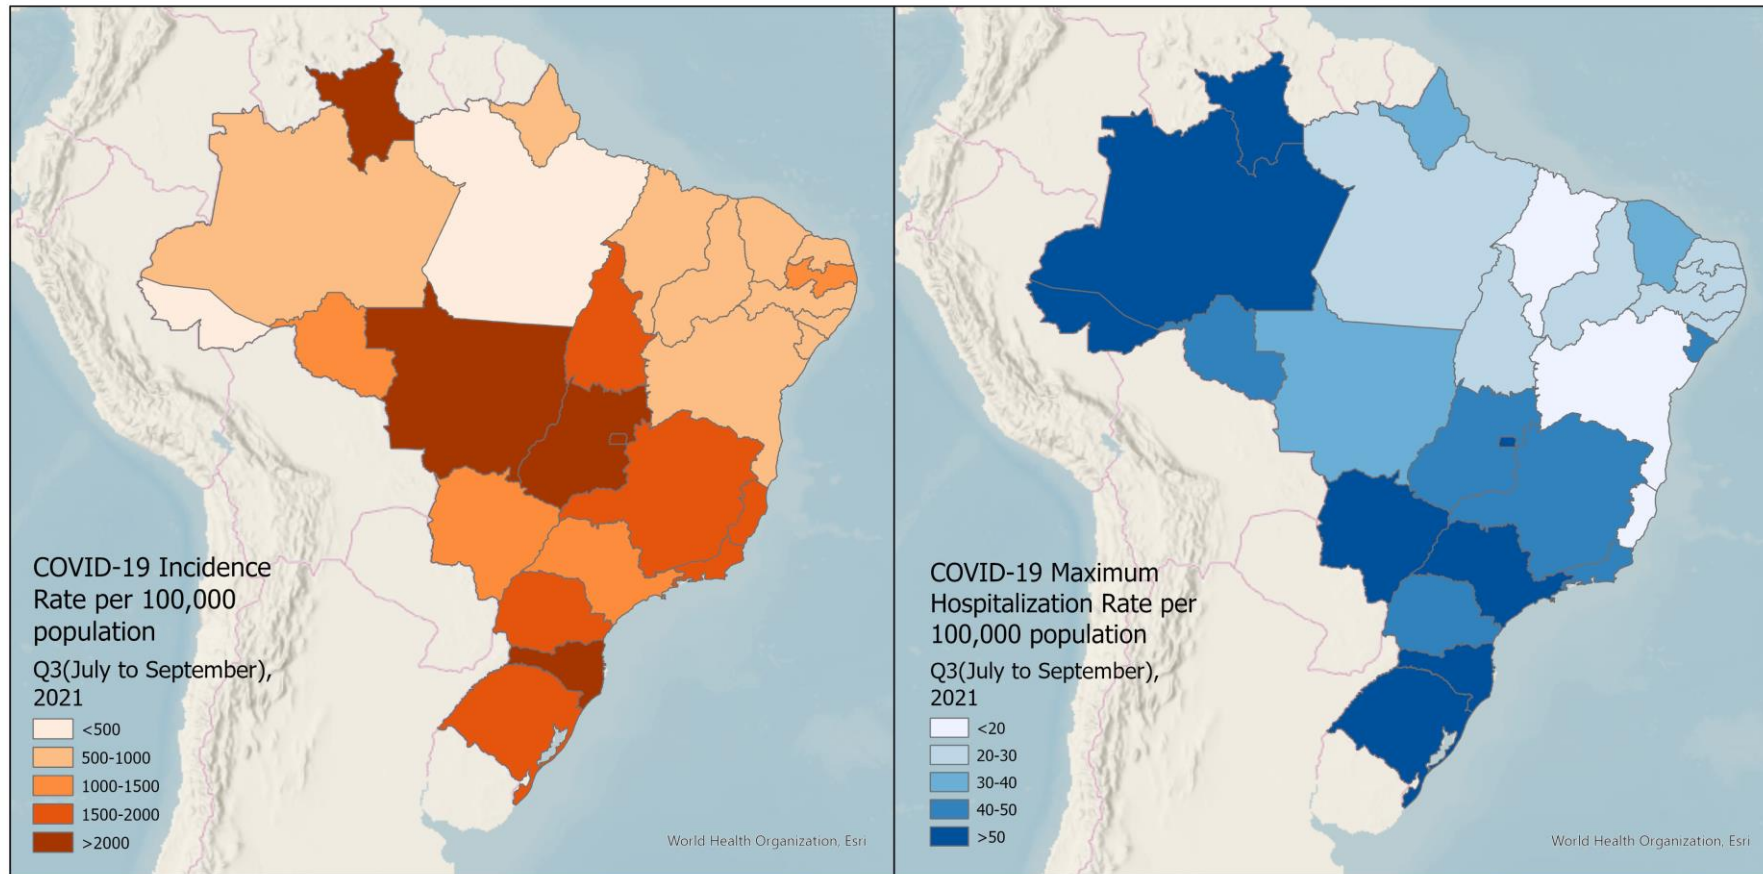 COVID-19 Incidence
Rate per 100,000
population
Q3(July to September),
2021
<500
500-1000
1000-1500
1500-2000
>2000
World Health Organization, Esri
COVID-19 Maximum
Hospitalization Rate per
100,000 population
Q3(July to September),
2021
<20
20-30
30-40
40-50
>50
World Health Organization, Esri